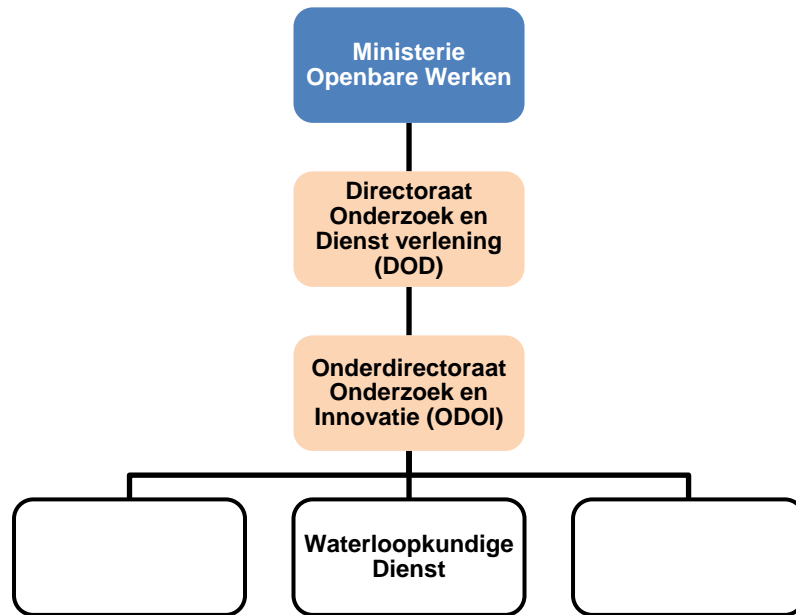 Ministerie
Openbare Werken
Directoraat
Onderzoek en
Dienst verlening
(DOD)
Onderdirectoraat
Onderzoek en
Innovatie (ODOI)
Waterloopkundige
Dienst